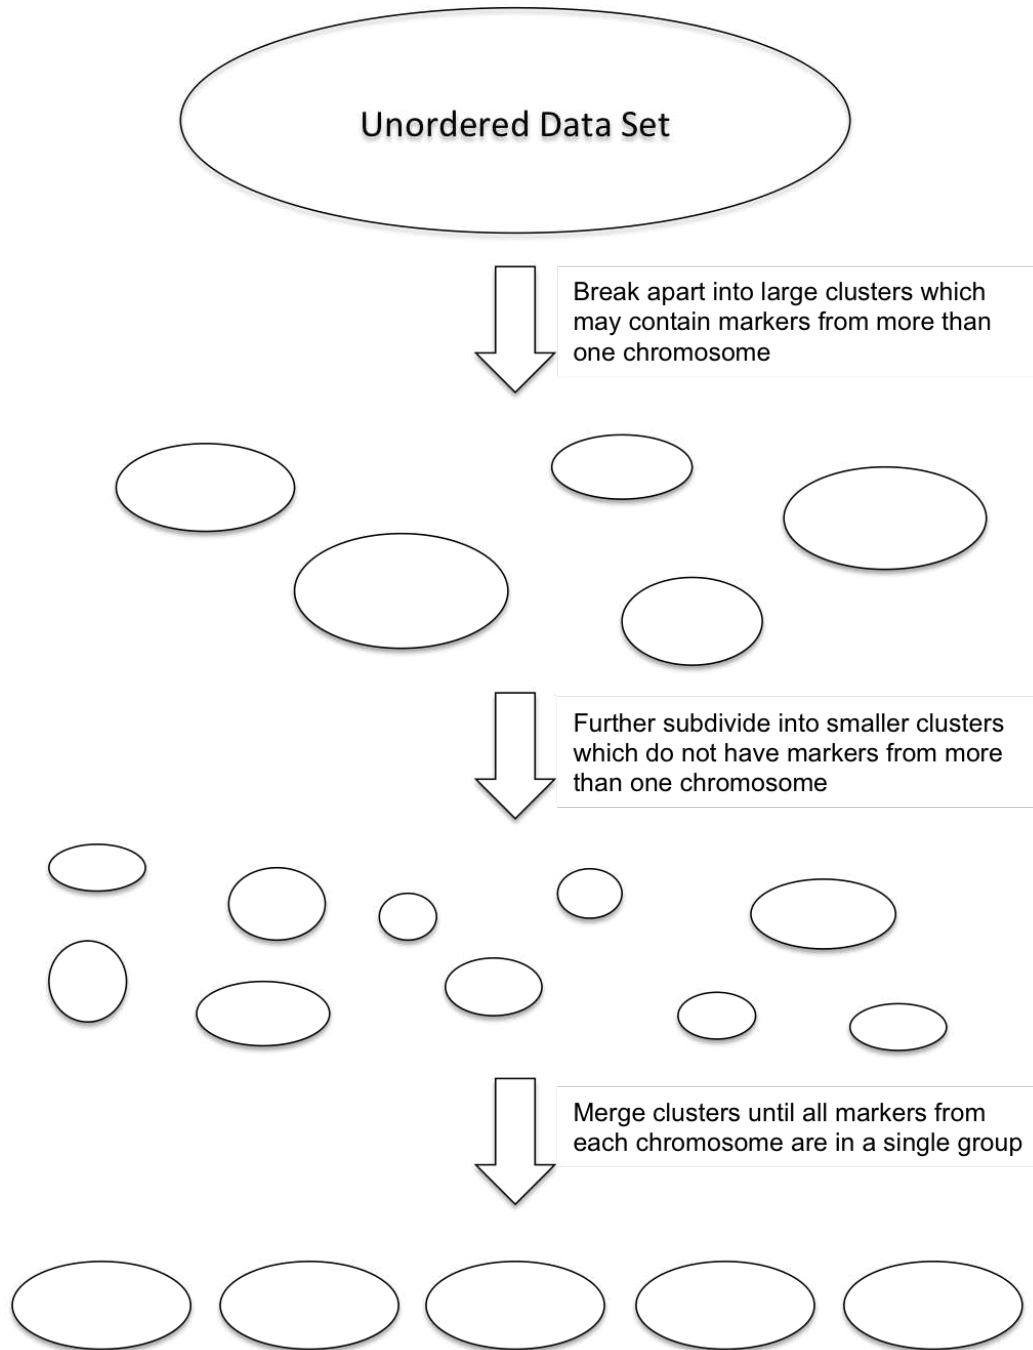 Unordered Data Set
Break apart into large clusters which
may contain markers from more than
one chromosome
Further subdivide into smaller clusters
which do not have markers from more
than one chromosome
Merge clusters until all markers from
each chromosome are in a single group